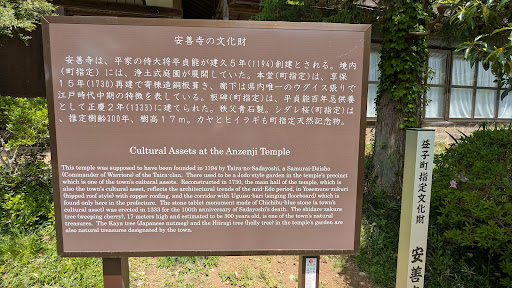 安善寺の文化財
安善寺は、平家の侍大将平貞能が建久5年(1194)創建とされる。境内
(町指定)には、浄土式庭園が展開していた。本堂(町指定)は、享保
15年(1730)再建で寄棟造銅板葺き、廊下は県内唯一のウグイス張りで
江戸時代中期の特徴を表している。板碑(町指定)は、平貞能百年忌供養
として正慶2年(1333)に建てられた。秩父青石製。シダレ桜(町指定)は
推定樹齢300年、樹高17m。カヤとヒイラギも町指定天然記念物。
Cultural Assets at the Anzenji Temple
This temple was supposed to have been founded in 1194 by Taira-no-Sadayoshi, a Samurai-Daisho
(Commander of Warriors) of the Taira clan. There used to be a Jodo-style garden in the temple's precinct
which is one of the town's cultural assets. Reconstructed in 1730, the main hall of the temple, which is
also the town's cultural asset, reflects the architectural trends of the mid Edo period, in Yosemune-zukuri
(hipped roof style) with copper roofing, and the corridor with Uguisu-bari (singing floorboard) which is
found only here in the prefecture. The stone tablet monument made of Chichibu-blue stone (a town's
cultural asset) was erected in 1233 for the 100th anniversary of Sadayoshi's death. The shidare zakura
tree (weeping cherry), 17-meters high and estimated to be 300 years old, is one of the town's natural
treasures. The Kaya tree (Japanese nutmeg) and the Hiiragi tree (holly tree) in the temple's garden are
also natural treasures designated by the town.
益子町指定文化財
安善